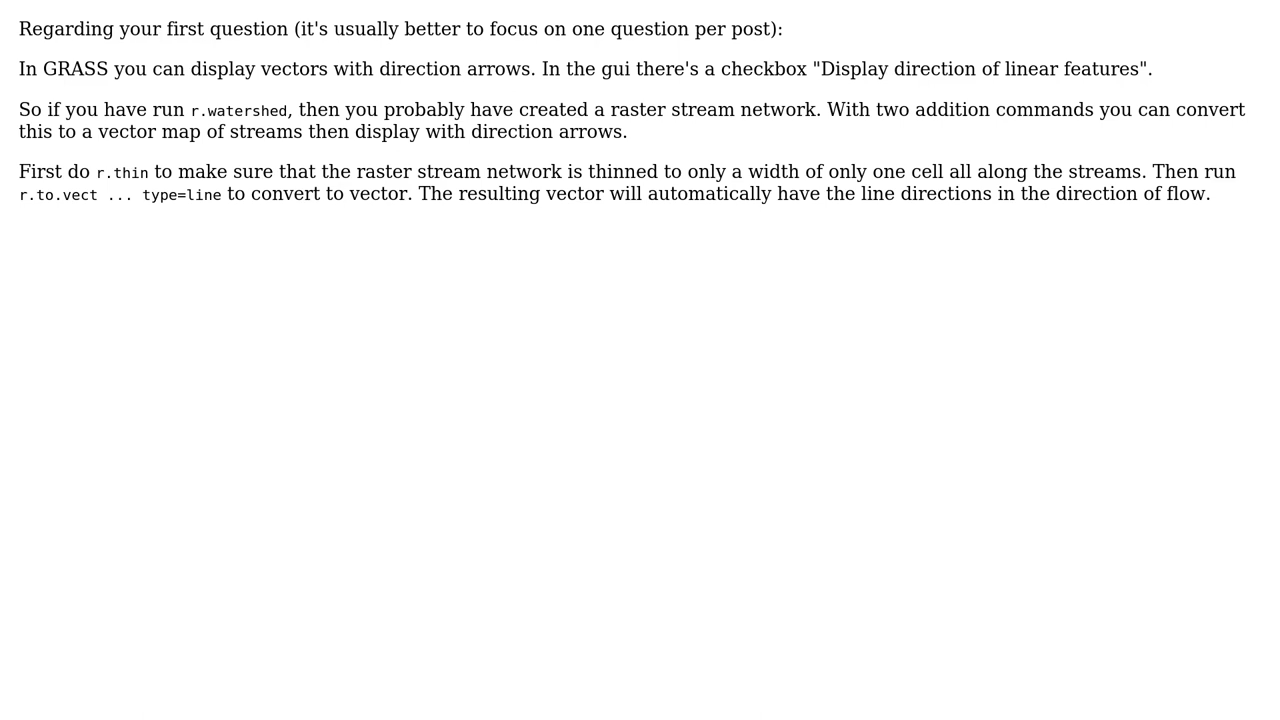 Regarding your first question (it's usually better to focus on one question per post):
In GRASS you can display vectors with direction arrows. In the gui there's a checkbox "Display direction of linear features".
So if you have run r.watershed, then you probably have created a raster stream network. With two addition commands you can convert
this to a vector map of streams then display with direction arrows.
First do r.thin to make sure that the raster stream network is thinned to only a width of only one cell all along the streams. Then run
r.to.vect ... type=line to convert to vector. The resulting vector will automatically have the line directions in the direction of flow.